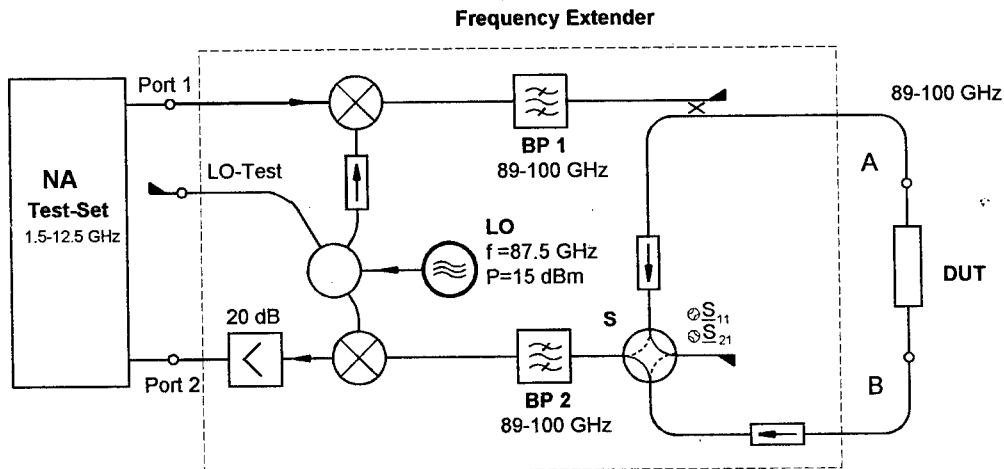 Frequency Extender
Port 1
89-100 GHz
BP 1
89-100 GHz
NA
Test-Set
1.5-12.5 GHz
LO-Test
A
LO
f =87.5 GHz
P=15 dBm
DUT
20 dB
S
S11
S21
Port 2
BP 2
89-100 GHz
B